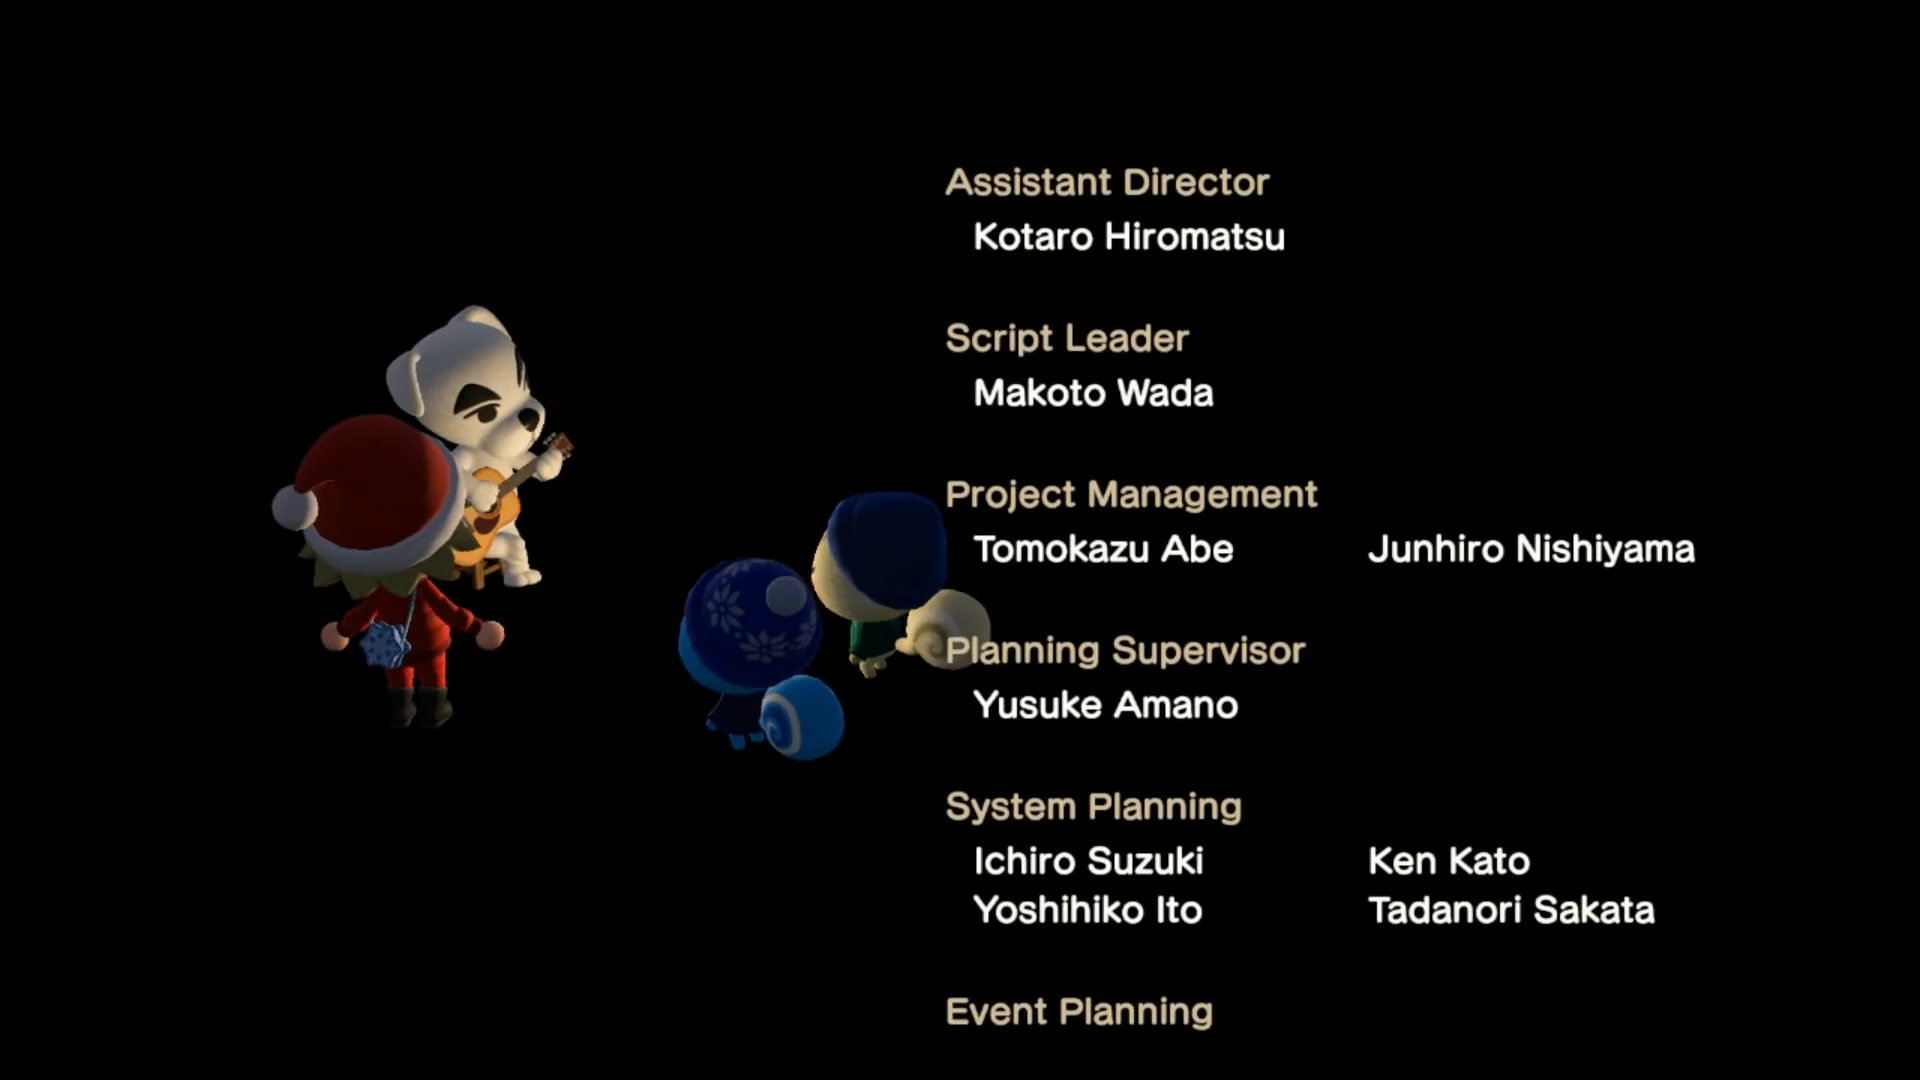 Assistant Director
Kotaro Hiromatsu
Script Leader
Makoto Wada
Project Management
Tomokazu Abe Junhiro Nishiyama
Planning Supervisor
Yusuke Amano
System Planning
Ichiro Suzuki Ken Kato
Yoshihiko Ito Tadanori Sakata
Event Planning